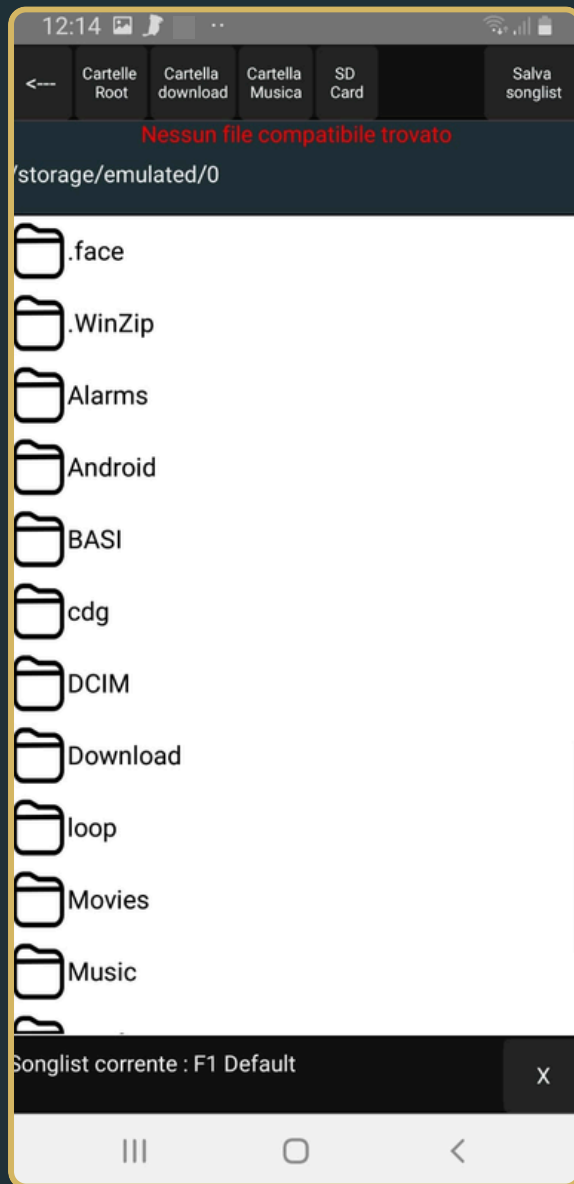 12:14
<---
Cartelle
Root
Cartella
download
Cartella
Musica
SD
Card
Salva
songlist
Nessun file compatibile trovato
/storage/emulated/0
.face
.WinZip
Alarms
Android
BASI
cdg
DCIM
Download
loop
Movies
Music
Songlist corrente : F1 Default
X